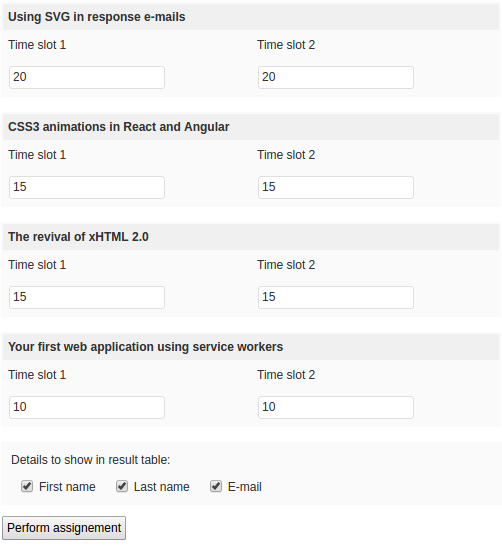 Using SVG in response e-mails
Time slot 1 Time slot 2
20 20
CSS3 animations in React and Angular
Time slot 1 Time slot 2
15 15
The revival of xHTML 2.0
Time slot 1 Time slot 2
15 15
Your first web application using service workers
Time slot 1 Time slot 2
10 10
Details to show in result table:
First name Last name E-mail
Perform assignement